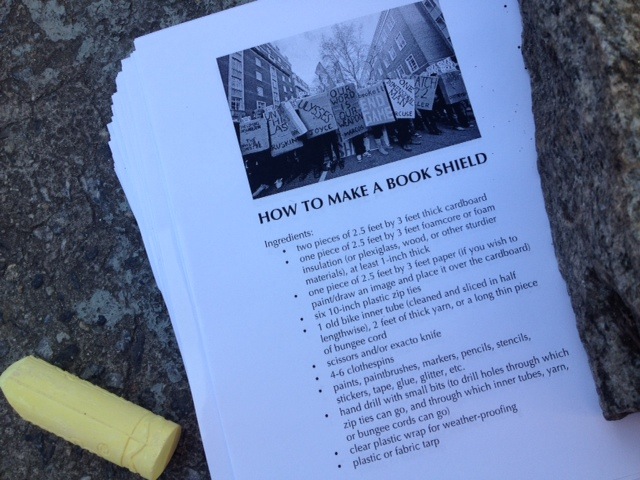 ULYSSES
JOYCE
HOW TO MAKE A BOOK SHIELD
Ingredients:
• two pieces of 2.5 feet by 3 feet thick cardboard
• one piece of 2.5 feet by 3 feet foamcore or foam
insulation (or plexiglass, wood, or other sturdier
materials), at least 1-inch thick
• one piece of 2.5 feet by 3 feet paper (if you wish to
paint/draw an image and place it over the cardboard)
• six 10-inch plastic zip ties
• 1 old bike inner tube (cleaned and sliced in half
lengthwise), 2 feet of thick yarn, or a long thin piece
of bungee cord
• scissors and/or exacto knife
• 4-6 clothespins
• paints, paintbrushes, markers, pencils, stencils,
stickers, tape, glue, glitter, etc.
• hand drill with small bits (to drill holes through which
zip ties can go, and through which inner tubes, yarn,
or bungee cords can go)
• clear plastic wrap for weather-proofing
• plastic or fabric tarp